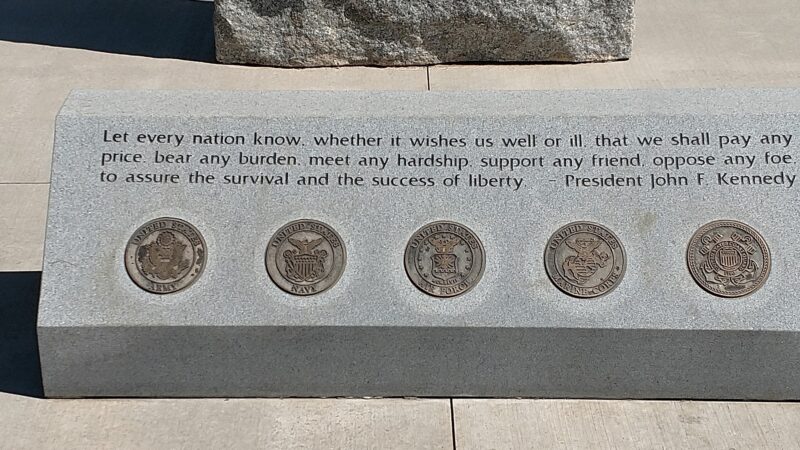 Let every nation know, whether it wishes us well or ill, that we shall pay any
price, bear any burden, meet any hardship, support any friend, oppose any foe,
to assure the survival and the success of liberty. - President John F. Kennedy
UNITED STATES
ARMY
UNITED STATES
NAVY
UNITED STATES
AIR FORCE
UNITED STATES
MARINE CORPS